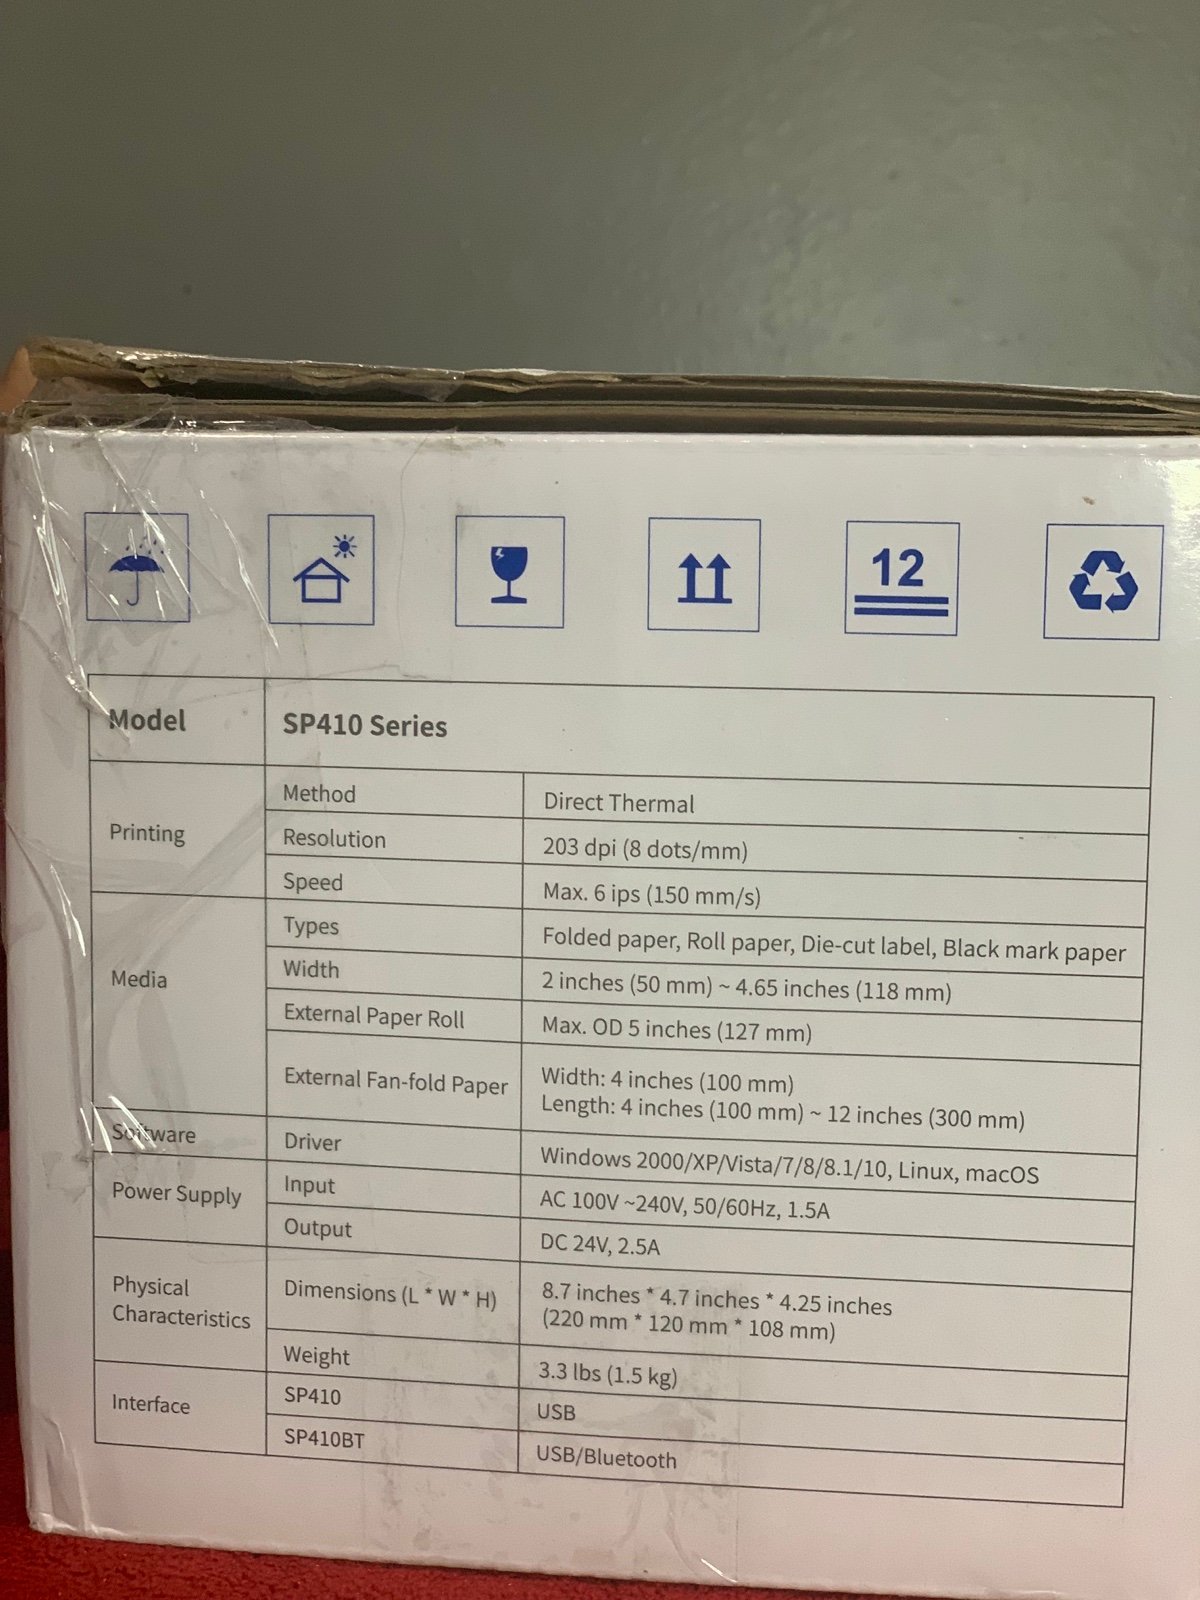 12
Model
SP410 Series
Printing
Method
Direct Thermal
Resolution
203 dpi (8 dots/mm)
Speed
Max. 6 ips (150 mm/s)
Media
Types
Folded paper, Roll paper, Die-cut label, Black mark paper
Width
2 inches (50 mm) ~ 4.65 inches (118 mm)
External Paper Roll
Max. OD 5 inches (127 mm)
External Fan-fold Paper
Width: 4 inches (100 mm)
Length: 4 inches (100 mm) ~ 12 inches (300 mm)
Software
Driver
Windows 2000/XP/Vista/7/8/8.1/10, Linux, macOS
Power Supply
Input
AC 100V ~240V, 50/60Hz, 1.5A
Output
DC 24V, 2.5A
Physical
Characteristics
Dimensions (L * W * H)
8.7 inches * 4.7 inches * 4.25 inches
(220 mm * 120 mm * 108 mm)
Weight
3.3 lbs (1.5 kg)
Interface
SP410
USB
SP410BT
USB/Bluetooth